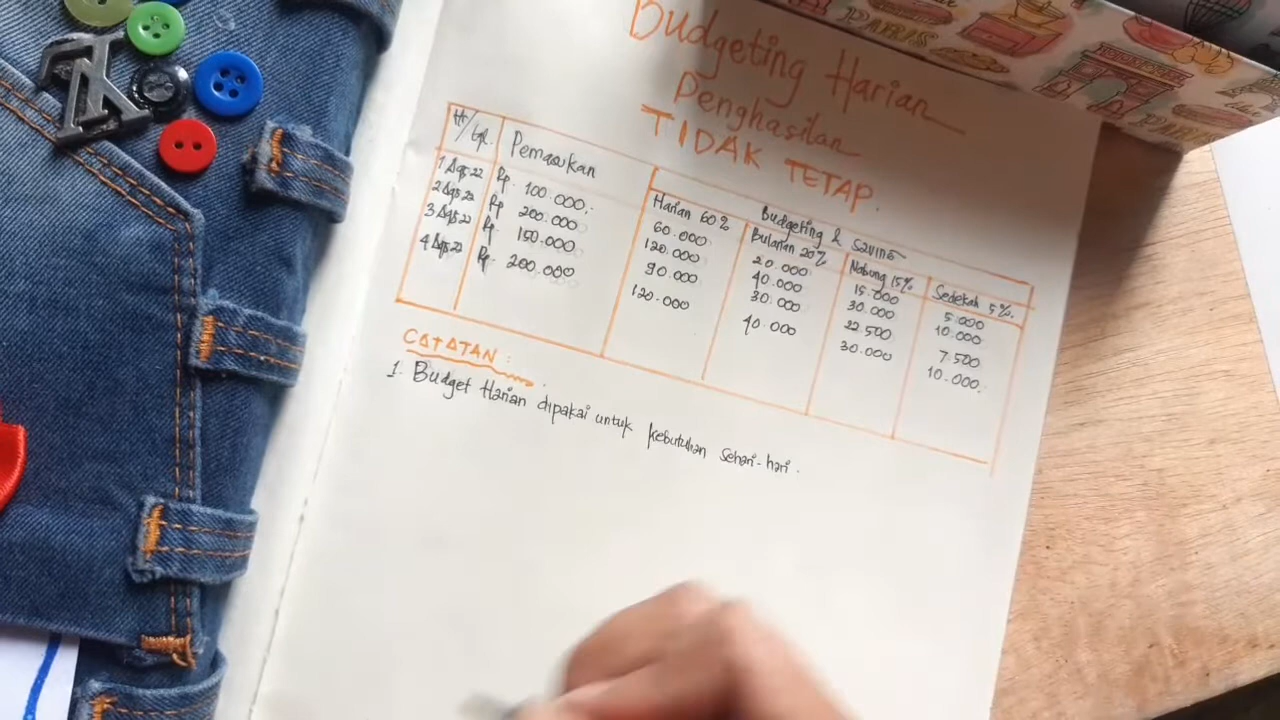 Budgeting Harian
Penghasilan
TIDAK TETAP.
Hr/tgl. Pemasukan Budgeting & Saving
Harian 60% Bulanan 20% Nabung 15% Sedekah 5%.
1 Ags 22 Rp. 100.000,- 60.000 20.000 15.000 5.000
2 Ags 22 Rp 200.000 120.000 40.000 30.000 10.000
3 Ags 22 Rp. 150.000 90.000 30.000 22.500 7.500
4 Ags 22 Rp. 200.000 120.000 40.000 30.000 10.000.
CATATAN :
1. Budget Harian dipakai untuk kebutuhan sehari-hari.
PARIS
PARIS